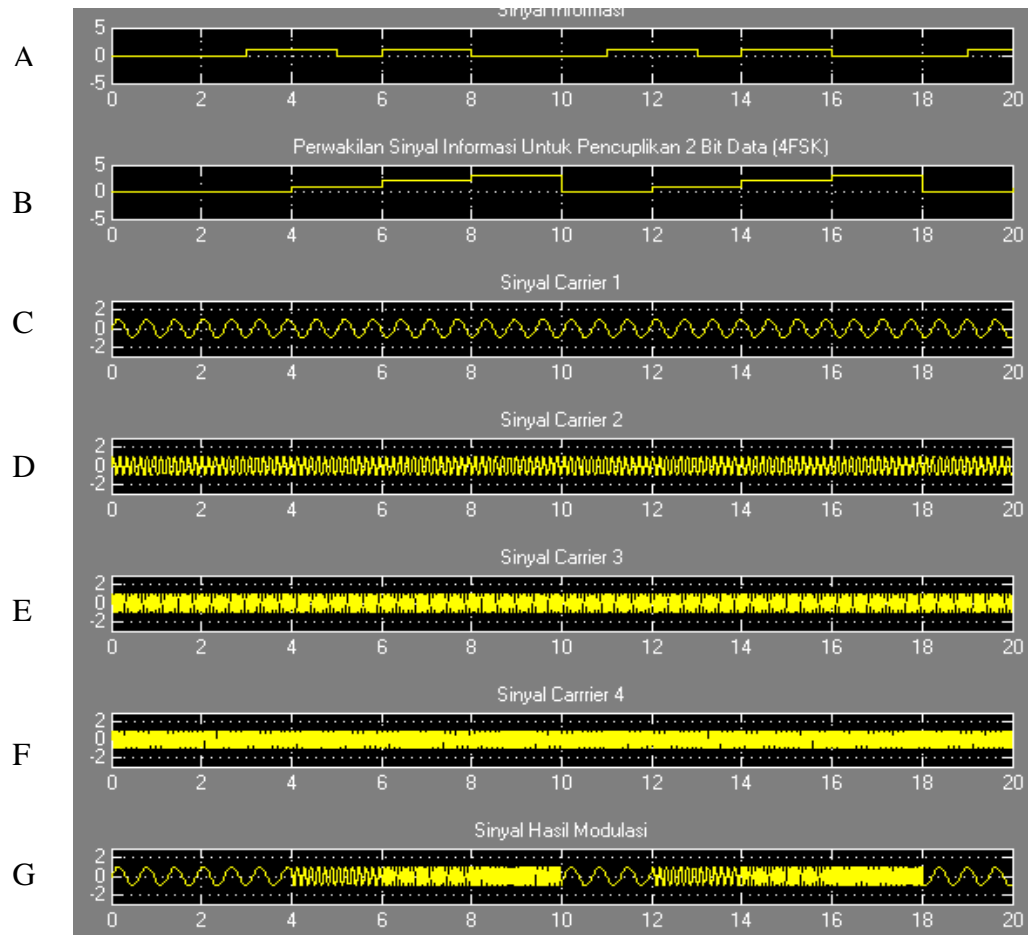 Sinyal Informasi
A
5
0
-5
0 2 4 6 8 10 12 14 16 18 20
Perwakilan Sinyal Informasi Untuk Pencuplikan 2 Bit Data (4FSK)
B
5
0
-5
0 2 4 6 8 10 12 14 16 18 20
Sinyal Carrier 1
C
2
0
-2
0 2 4 6 8 10 12 14 16 18 20
Sinyal Carrier 2
D
2
0
-2
0 2 4 6 8 10 12 14 16 18 20
Sinyal Carrier 3
E
2
0
-2
0 2 4 6 8 10 12 14 16 18 20
Sinyal Carrrier 4
F
2
0
-2
0 2 4 6 8 10 12 14 16 18 20
Sinyal Hasil Modulasi
G
2
0
-2
0 2 4 6 8 10 12 14 16 18 20